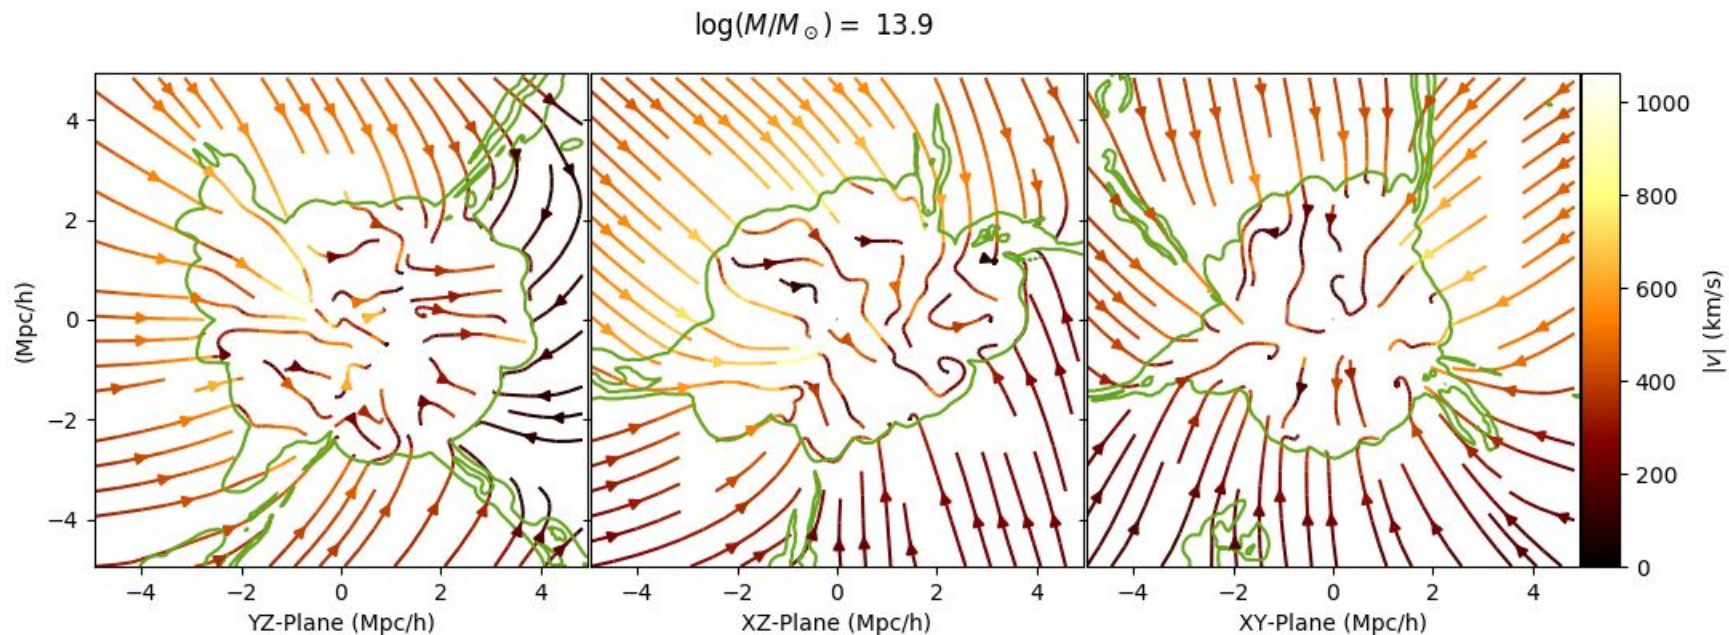 log(M/M☉) = 13.9
4
2
0
−2
−4
(Mpc/h)
−4 −2 0 2 4
−4 −2 0 2 4
−4 −2 0 2 4
YZ-Plane (Mpc/h)
XZ-Plane (Mpc/h)
XY-Plane (Mpc/h)
1000
800
600
400
200
0
|v| (km/s)